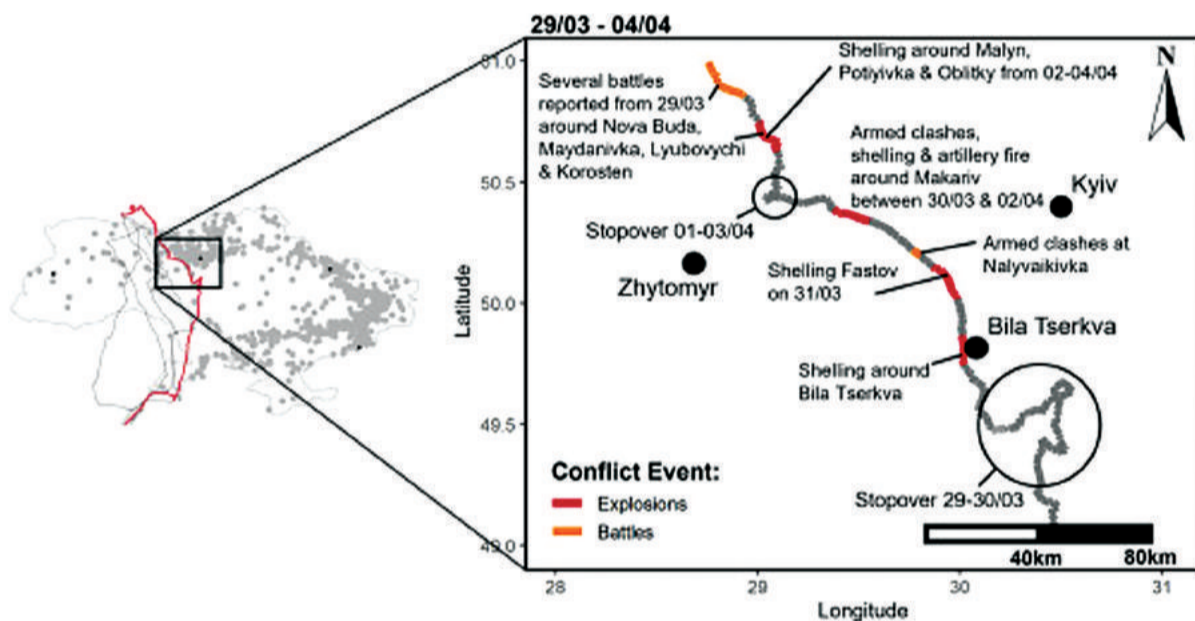 29/03 - 04/04
N
Shelling around Malyn,
Potiyivka & Oblitky from 02-04/04
Several battles
reported from 29/03
around Nova Buda,
Maydanivka, Lyubovychi
& Korosten
Armed clashes,
shelling & artillery fire
around Makariv
between 30/03 & 02/04
Kyiv
Stopover 01-03/04
Zhytomyr
Armed clashes at
Nalyvaikivka
Shelling Fastov
on 31/03
Bila Tserkva
Shelling around
Bila Tserkva
Stopover 29-30/03
Conflict Event:
Explosions
Battles
40km
80km
51.0
50.5
50.0
49.5
49.0
Latitude
28
29
30
31
Longitude